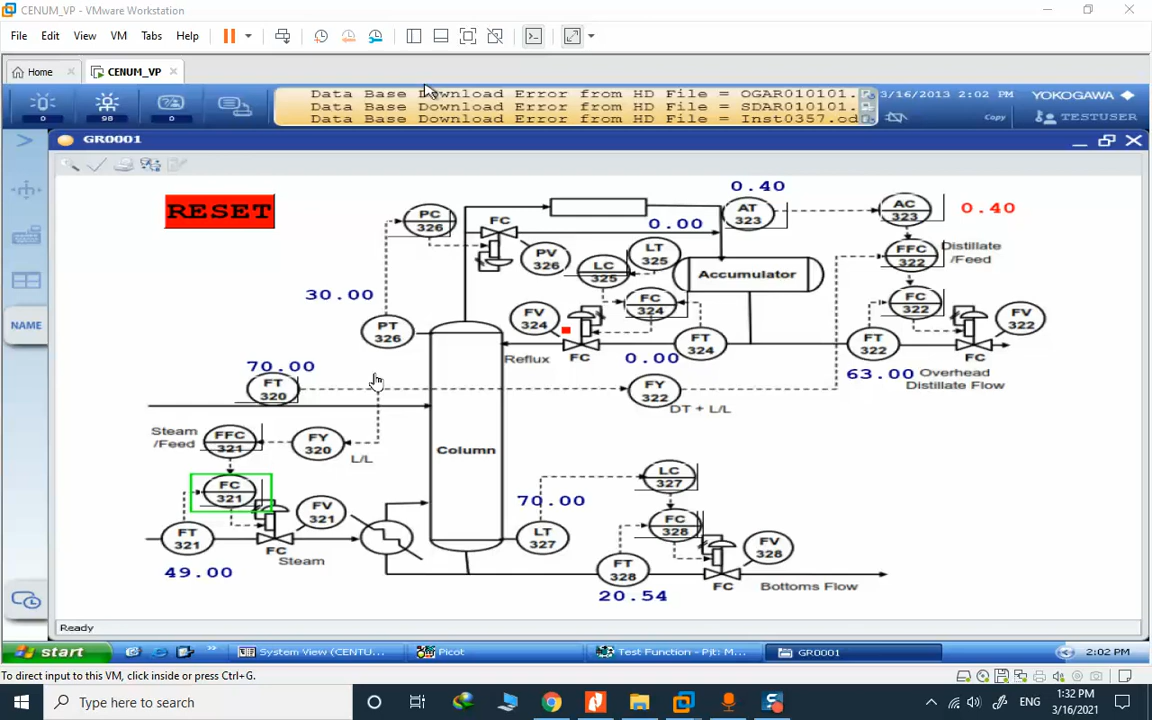 CENUM_VP - VMware Workstation
File Edit View VM Tabs Help
Home CENUM_VP
Data Base Download Error from HD File = OGAR010101.
Data Base Download Error from HD File = SDAR010101.
Data Base Download Error from HD File = Inst0357.od
3/16/2013 2:02 PM YOKOGAWA
0 98 0 Copy TESTUSER
GR0001
NAME
RESET
0.40
PC 326
FC
AT 323
AC 323
0.40
0.00
PV 326
LC 325
LT 325
FFC 322
Distillate /Feed
Accumulator
30.00
FC 324
FC 322
PT 326
FV 324
FT 324
FT 322
FV 322
Reflux
FC
0.00
FC
63.00
Overhead Distillate Flow
70.00
FT 320
FY 322
DT + L/L
Steam /Feed
FFC 321
FY 320
L/L
Column
FC 321
FV 321
70.00
LC 327
FT 321
FC
Steam
LT 327
FC 328
FV 328
49.00
FT 328
FC
Bottoms Flow
20.54
Ready
start System View (CENTU... Picot Test Function - Pjt: M... GR0001 2:02 PM
To direct input to this VM, click inside or press Ctrl+G.
Type here to search ENG 1:32 PM
3/16/2021